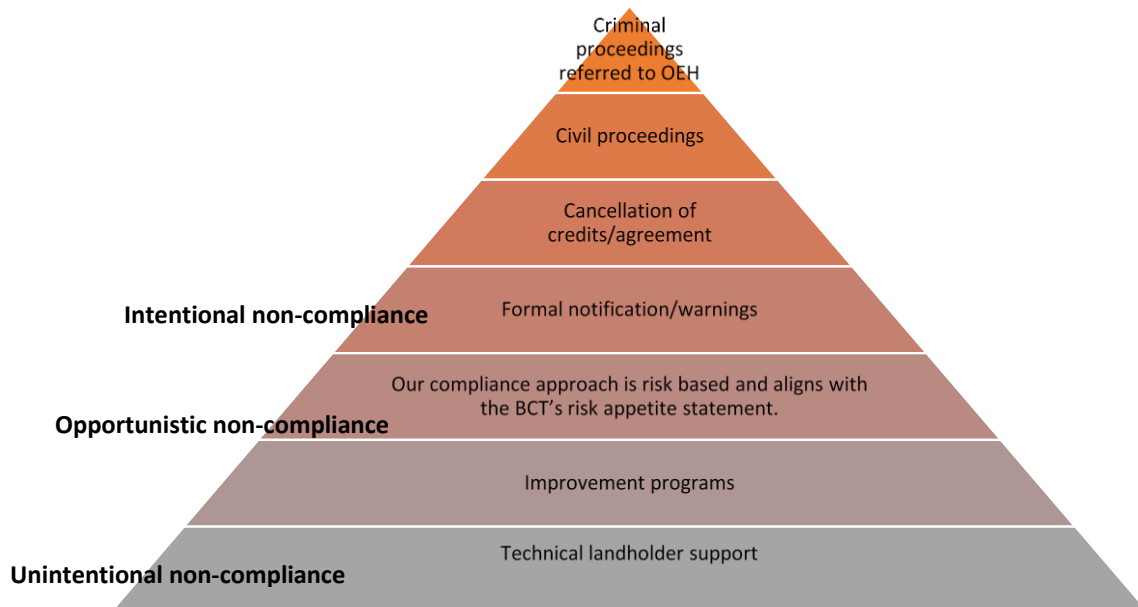 Criminal
proceedings
referred to OEH
Civil proceedings
Cancellation of
credits/agreement
Formal notification/warnings
Intentional non-compliance
Our compliance approach is risk based and aligns with
the BCT’s risk appetite statement.
Opportunistic non-compliance
Improvement programs
Technical landholder support
Unintentional non-compliance